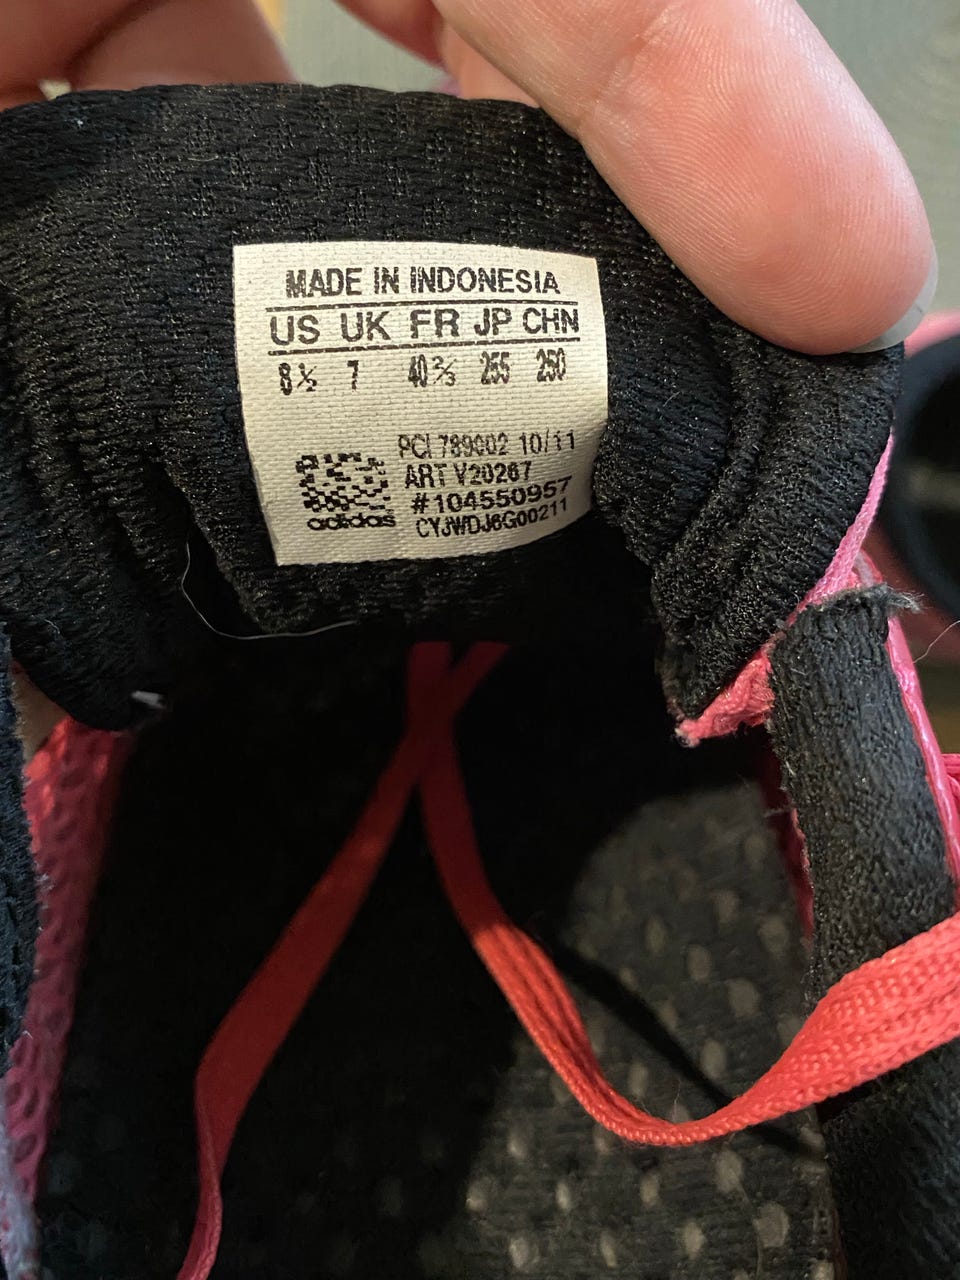 MADE IN INDONESIA
US UK FR JP CHN
8½ 7 40⅔ 255 250
PCI 789002 10/11
ART V20267
#104550957
adidas CYJWDJ6G00211